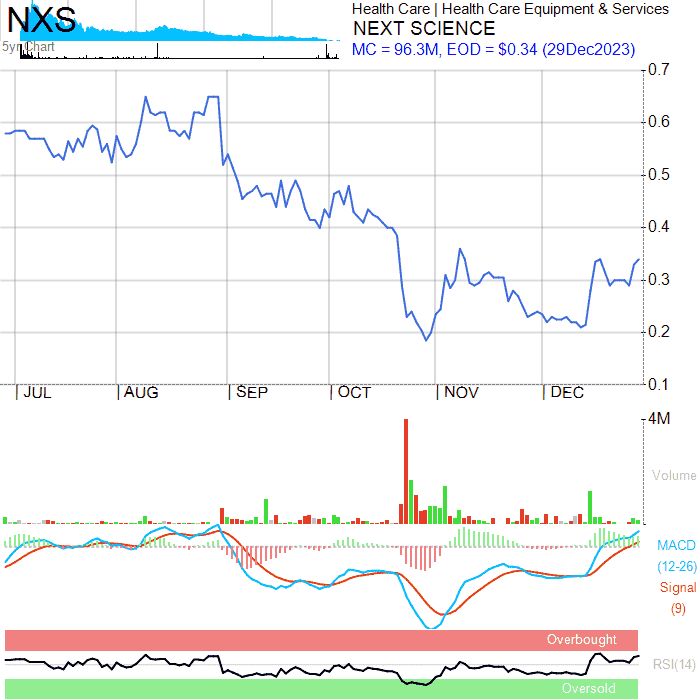 NXS
5yr Chart
Health Care | Health Care Equipment & Services
NEXT SCIENCE
MC = 96.3M, EOD = $0.34 (29Dec2023)
0.7
0.6
0.5
0.4
0.3
0.2
0.1
| JUL | AUG | SEP | OCT | NOV | DEC
4M
Volume
MACD
(12-26)
Signal
(9)
Overbought
RSI(14)
Oversold